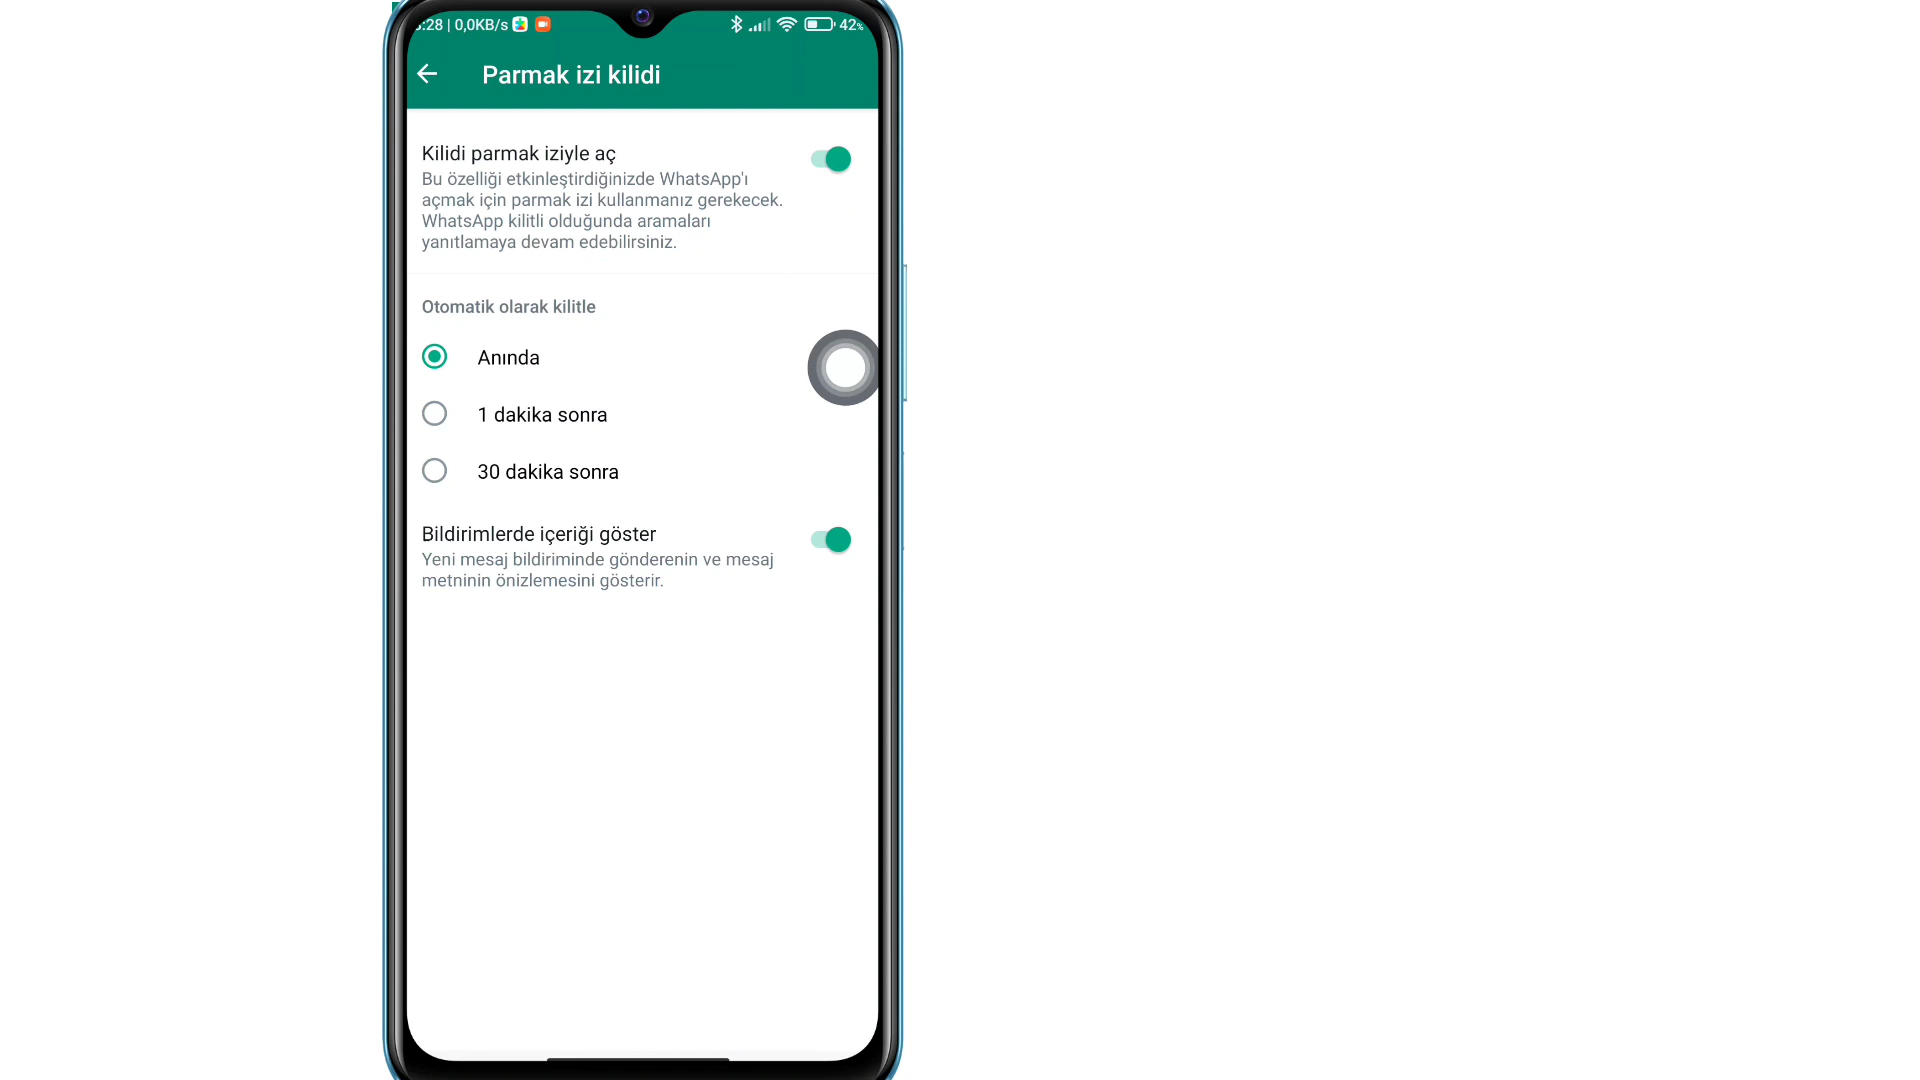 :28 | 0,0KB/s 42%
Parmak izi kilidi
Kilidi parmak iziyle aç
Bu özelliği etkinleştirdiğinizde WhatsApp'ı
açmak için parmak izi kullanmanız gerekecek.
WhatsApp kilitli olduğunda aramaları
yanıtlamaya devam edebilirsiniz.
Otomatik olarak kilitle
Anında
1 dakika sonra
30 dakika sonra
Bildirimlerde içeriği göster
Yeni mesaj bildiriminde gönderenin ve mesaj
metninin önizlemesini gösterir.